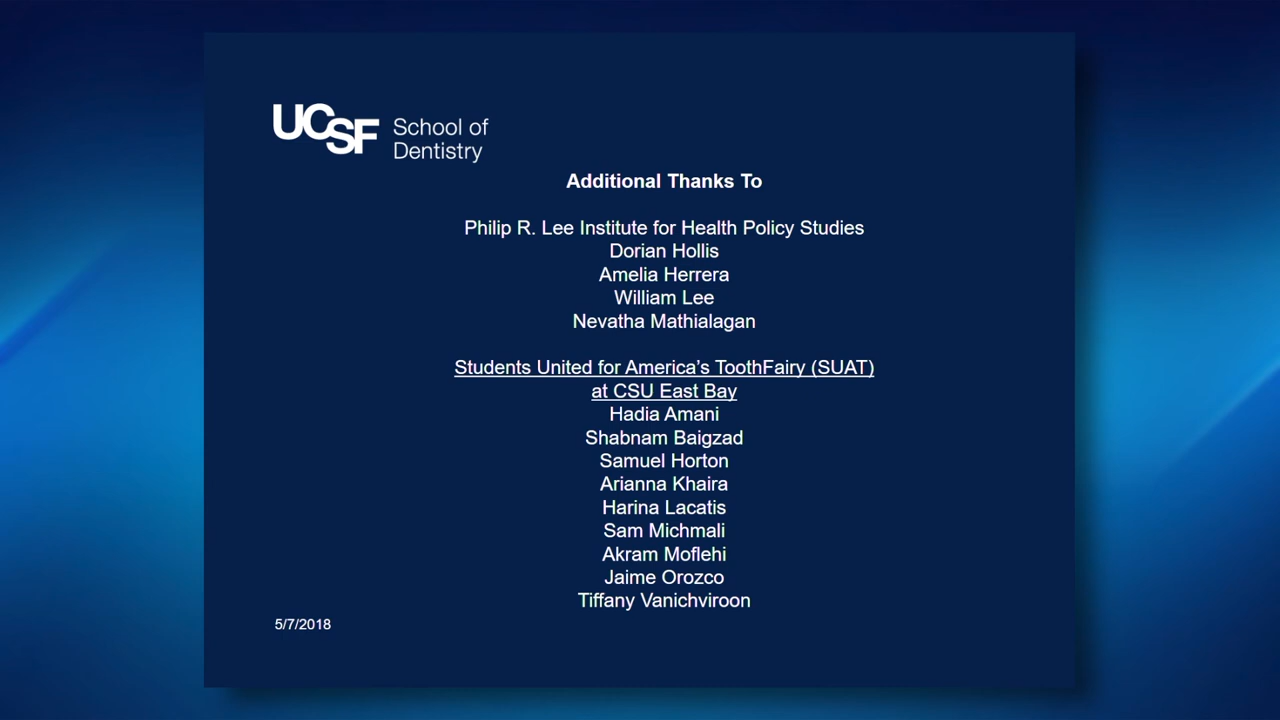 UCSF School of
Dentistry
Additional Thanks To
Philip R. Lee Institute for Health Policy Studies
Dorian Hollis
Amelia Herrera
William Lee
Nevatha Mathialagan
Students United for America's ToothFairy (SUAT)
at CSU East Bay
Hadia Amani
Shabnam Baigzad
Samuel Horton
Arianna Khaira
Harina Lacatis
Sam Michmali
Akram Moflehi
Jaime Orozco
Tiffany Vanichviroon
5/7/2018